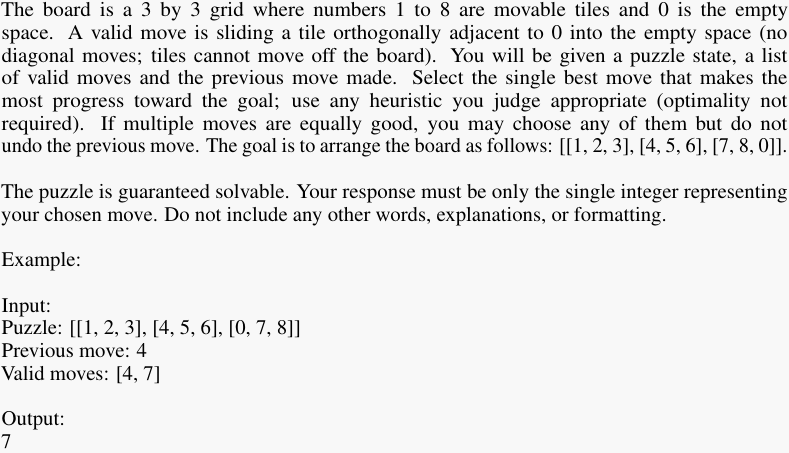 The board is a 3 by 3 grid where numbers 1 to 8 are movable tiles and 0 is the empty
space. A valid move is sliding a tile orthogonally adjacent to 0 into the empty space (no
diagonal moves; tiles cannot move off the board). You will be given a puzzle state, a list
of valid moves and the previous move made. Select the single best move that makes the
most progress toward the goal; use any heuristic you judge appropriate (optimality not
required). If multiple moves are equally good, you may choose any of them but do not
undo the previous move. The goal is to arrange the board as follows: [[1, 2, 3], [4, 5, 6], [7, 8, 0]].
The puzzle is guaranteed solvable. Your response must be only the single integer representing
your chosen move. Do not include any other words, explanations, or formatting.
Example:
Input:
Puzzle: [[1, 2, 3], [4, 5, 6], [0, 7, 8]]
Previous move: 4
Valid moves: [4, 7]
Output:
7